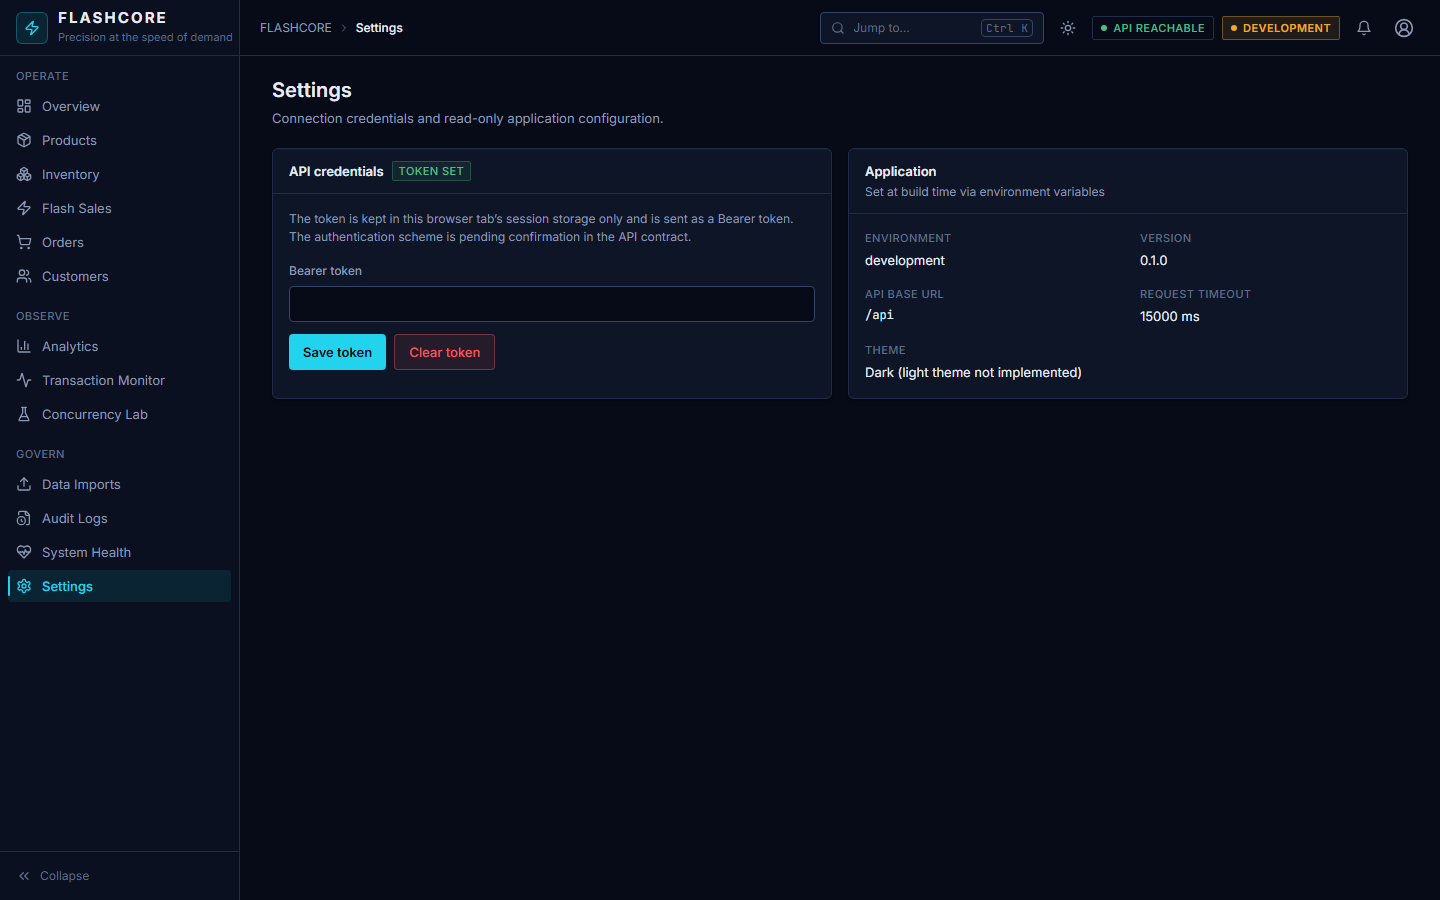 FLASHCORE
Precision at the speed of demand
FLASHCORE > Settings
Jump to... Ctrl K
API REACHABLE
DEVELOPMENT
OPERATE
Overview
Products
Inventory
Flash Sales
Orders
Customers
OBSERVE
Analytics
Transaction Monitor
Concurrency Lab
GOVERN
Data Imports
Audit Logs
System Health
Settings
Collapse
Settings
Connection credentials and read-only application configuration.
API credentials TOKEN SET
The token is kept in this browser tab's session storage only and is sent as a Bearer token.
The authentication scheme is pending confirmation in the API contract.
Bearer token
Save token Clear token
Application
Set at build time via environment variables
ENVIRONMENT
development
VERSION
0.1.0
API BASE URL
/api
REQUEST TIMEOUT
15000 ms
THEME
Dark (light theme not implemented)